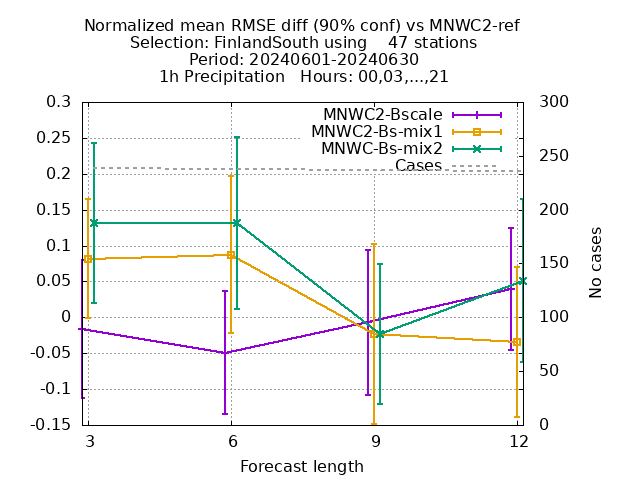 Normalized mean RMSE diff (90% conf) vs MNWC2-ref
Selection: FinlandSouth using    47 stations
Period: 20240601-20240630
1h Precipitation   Hours: 00,03,...,21
MNWC2-Bscale
MNWC2-Bs-mix1
MNWC-Bs-mix2
Cases
0.3
0.25
0.2
0.15
0.1
0.05
0
-0.05
-0.1
-0.15
300
250
200
150
100
50
0
No cases
3 6 9 12
Forecast length